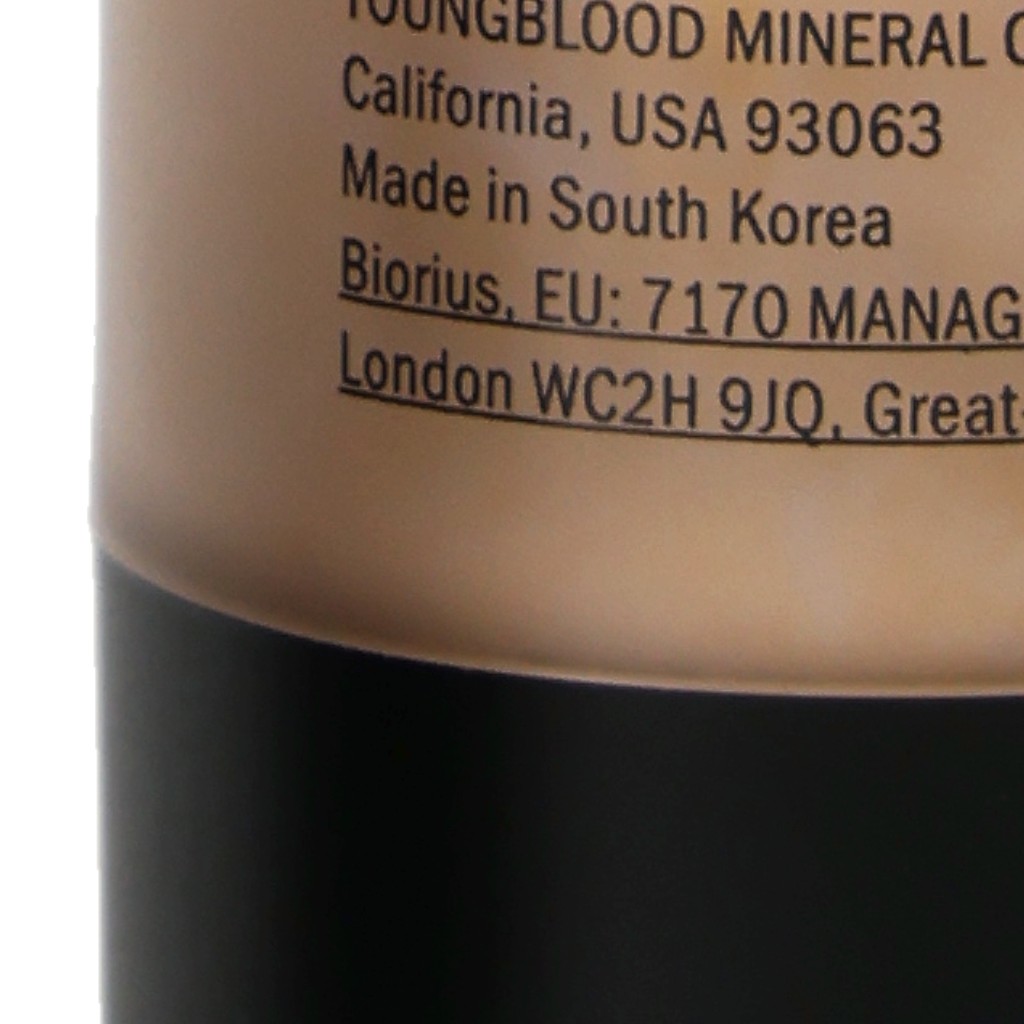 YOUNGBLOOD MINERAL
California, USA 93063
Made in South Korea
Biorius, EU: 7170 MANAG
London WC2H 9JQ, Great